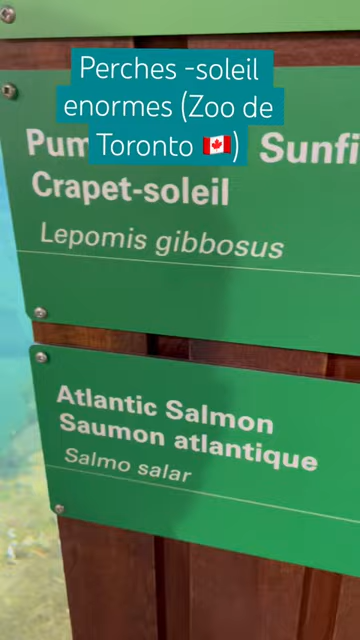 Perches -soleil
enormes (Zoo de
Toronto 🇨🇦)
Sunfi
Crapet-soleil
Lepomis gibbosus
Atlantic Salmon
Saumon atlantique
Salmo salar